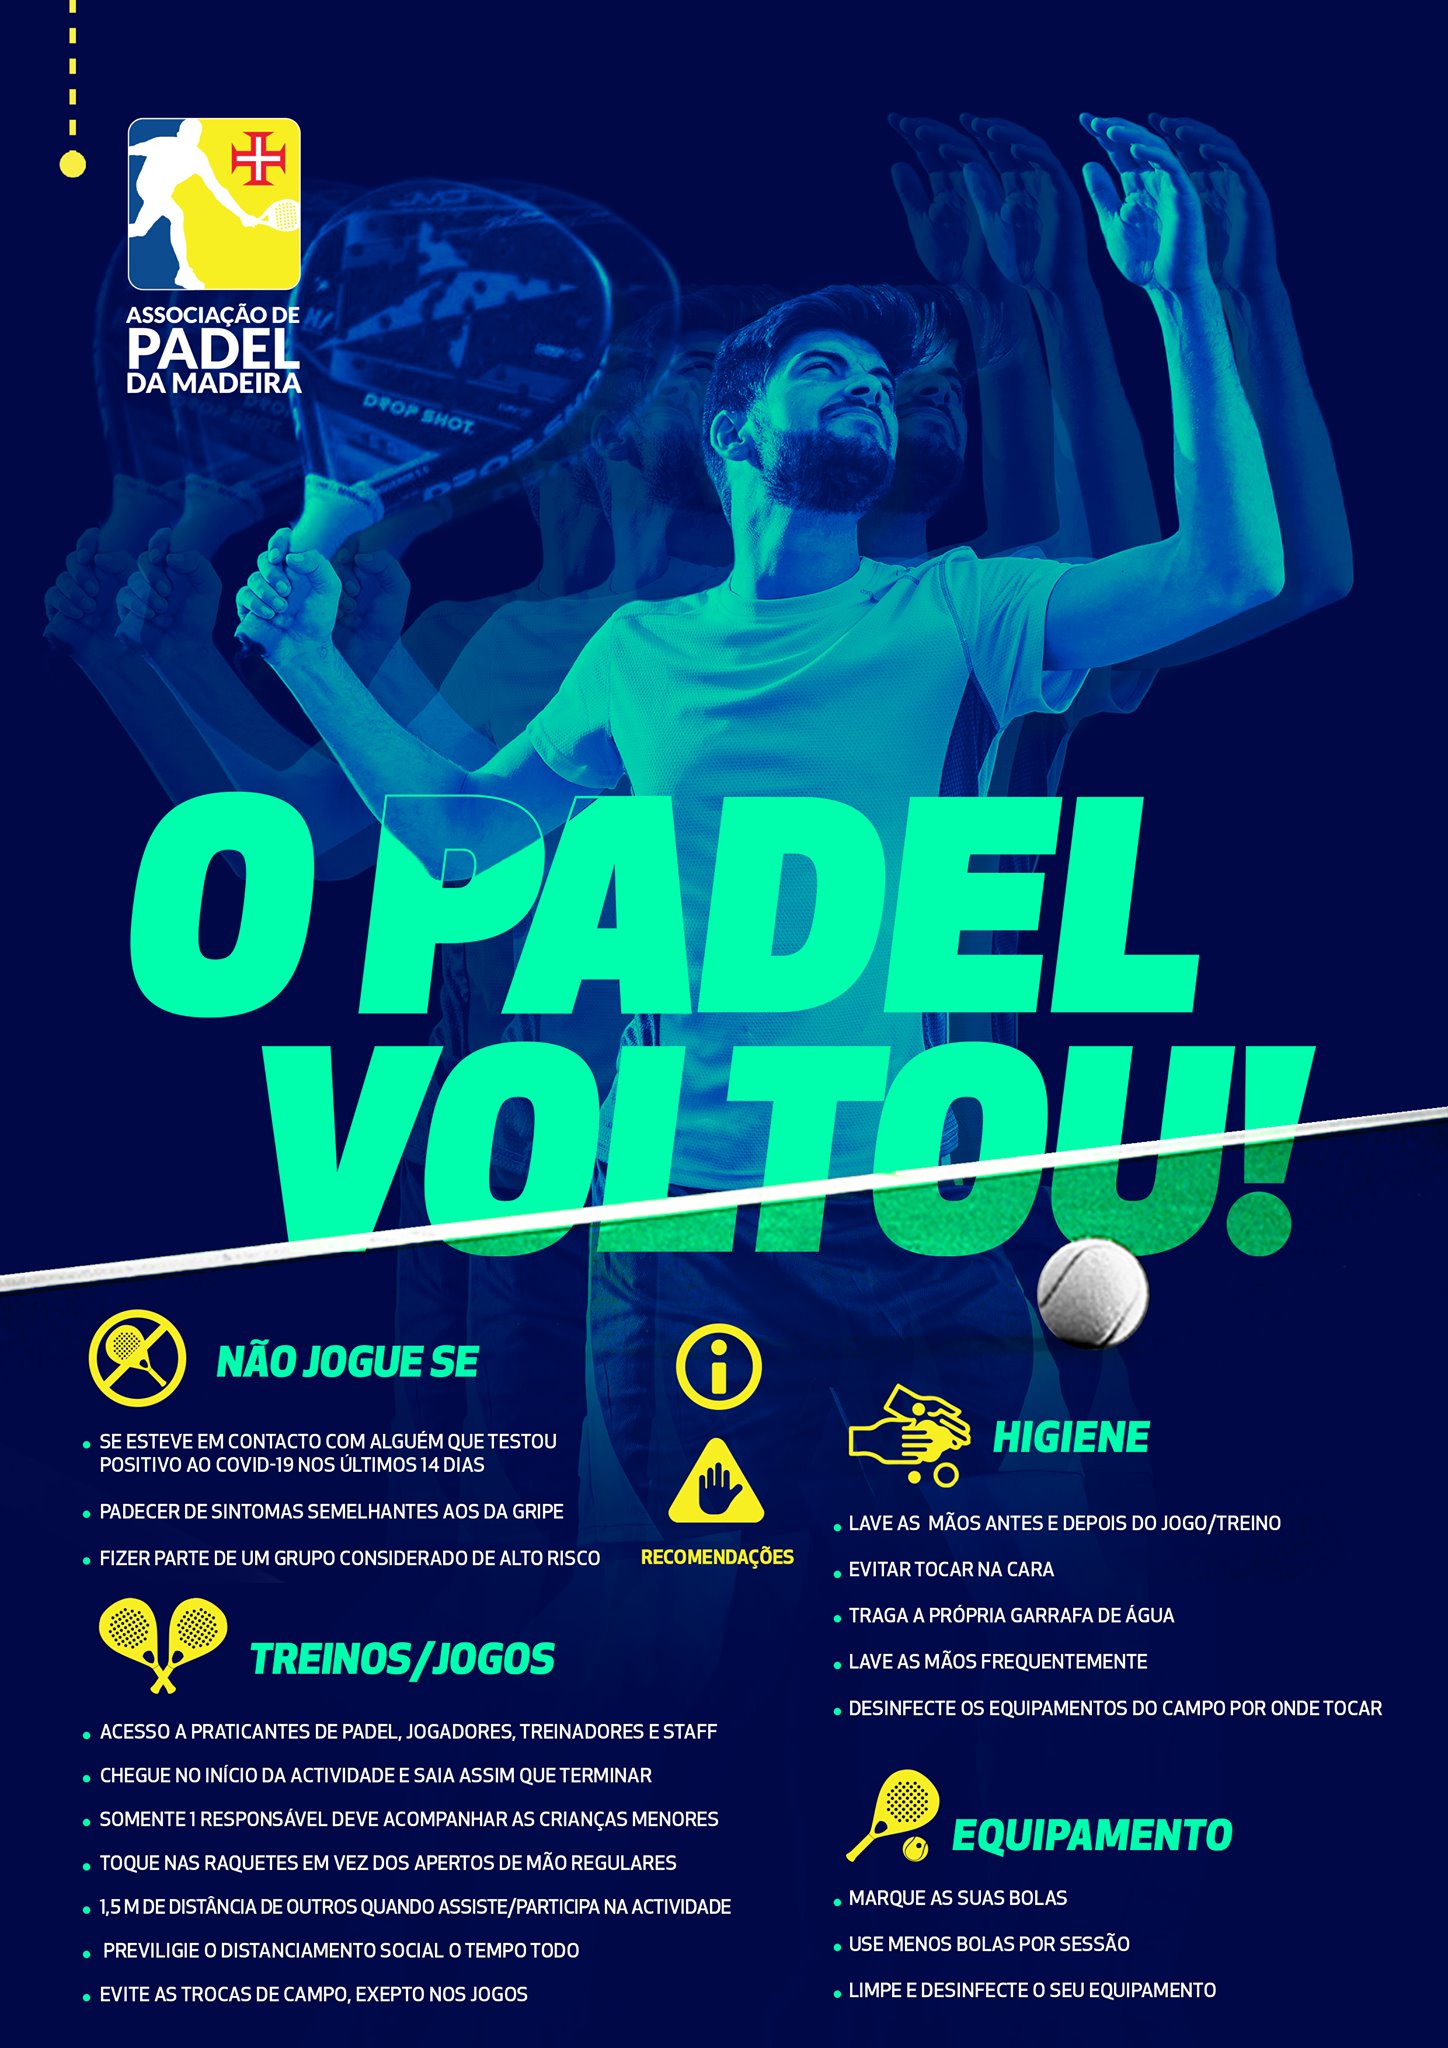 ASSOCIAÇÃO DE
PADEL
DA MADEIRA
DROP SHOT
O PADEL
VOLTOU!
NÃO JOGUE SE
SE ESTEVE EM CONTACTO COM ALGUÉM QUE TESTOU
POSITIVO AO COVID-19 NOS ÚLTIMOS 14 DIAS
PADECER DE SINTOMAS SEMELHANTES AOS DA GRIPE
FIZER PARTE DE UM GRUPO CONSIDERADO DE ALTO RISCO
RECOMENDAÇÕES
TREINOS/JOGOS
ACESSO A PRATICANTES DE PADEL, JOGADORES, TREINADORES E STAFF
CHEGUE NO INÍCIO DA ACTIVIDADE E SAIA ASSIM QUE TERMINAR
SOMENTE 1 RESPONSÁVEL DEVE ACOMPANHAR AS CRIANÇAS MENORES
TOQUE NAS RAQUETES EM VEZ DOS APERTOS DE MÃO REGULARES
1,5 M DE DISTÂNCIA DE OUTROS QUANDO ASSISTE/PARTICIPA NA ACTIVIDADE
PREVILIGIE O DISTANCIAMENTO SOCIAL O TEMPO TODO
EVITE AS TROCAS DE CAMPO, EXEPTO NOS JOGOS
HIGIENE
LAVE AS MÃOS ANTES E DEPOIS DO JOGO/TREINO
EVITAR TOCAR NA CARA
TRAGA A PRÓPRIA GARRAFA DE ÁGUA
LAVE AS MÃOS FREQUENTEMENTE
DESINFECTE OS EQUIPAMENTOS DO CAMPO POR ONDE TOCAR
EQUIPAMENTO
MARQUE AS SUAS BOLAS
USE MENOS BOLAS POR SESSÃO
LIMPE E DESINFECTE O SEU EQUIPAMENTO